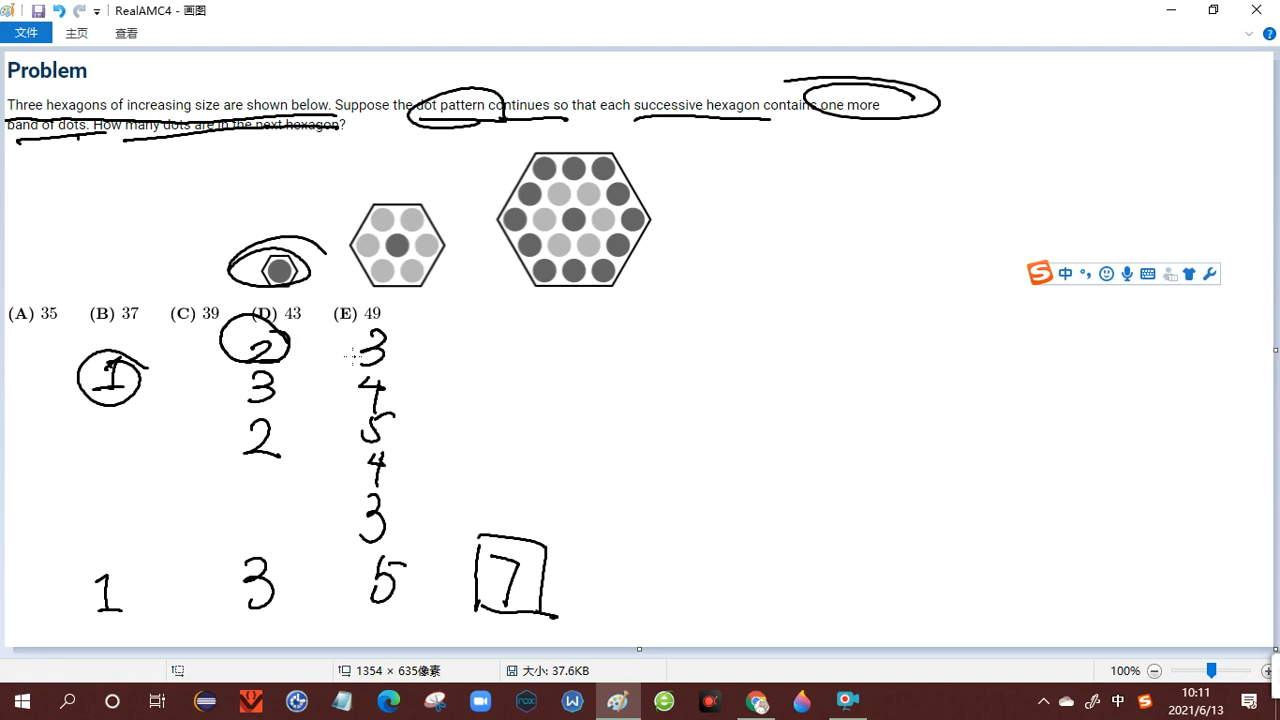 RealAMC4 - 画图
文件 主页 查看
Problem
Three hexagons of increasing size are shown below. Suppose the dot pattern continues so that each successive hexagon contains one more
band of dots. How many dots are in the next hexagon?
(A) 35 (B) 37 (C) 39 (D) 43 (E) 49
1 2 3
3 4
2 5
4
3
1 3 5 7
中
1354 × 635像素 大小: 37.6KB 100%
中 10:11
2021/6/13